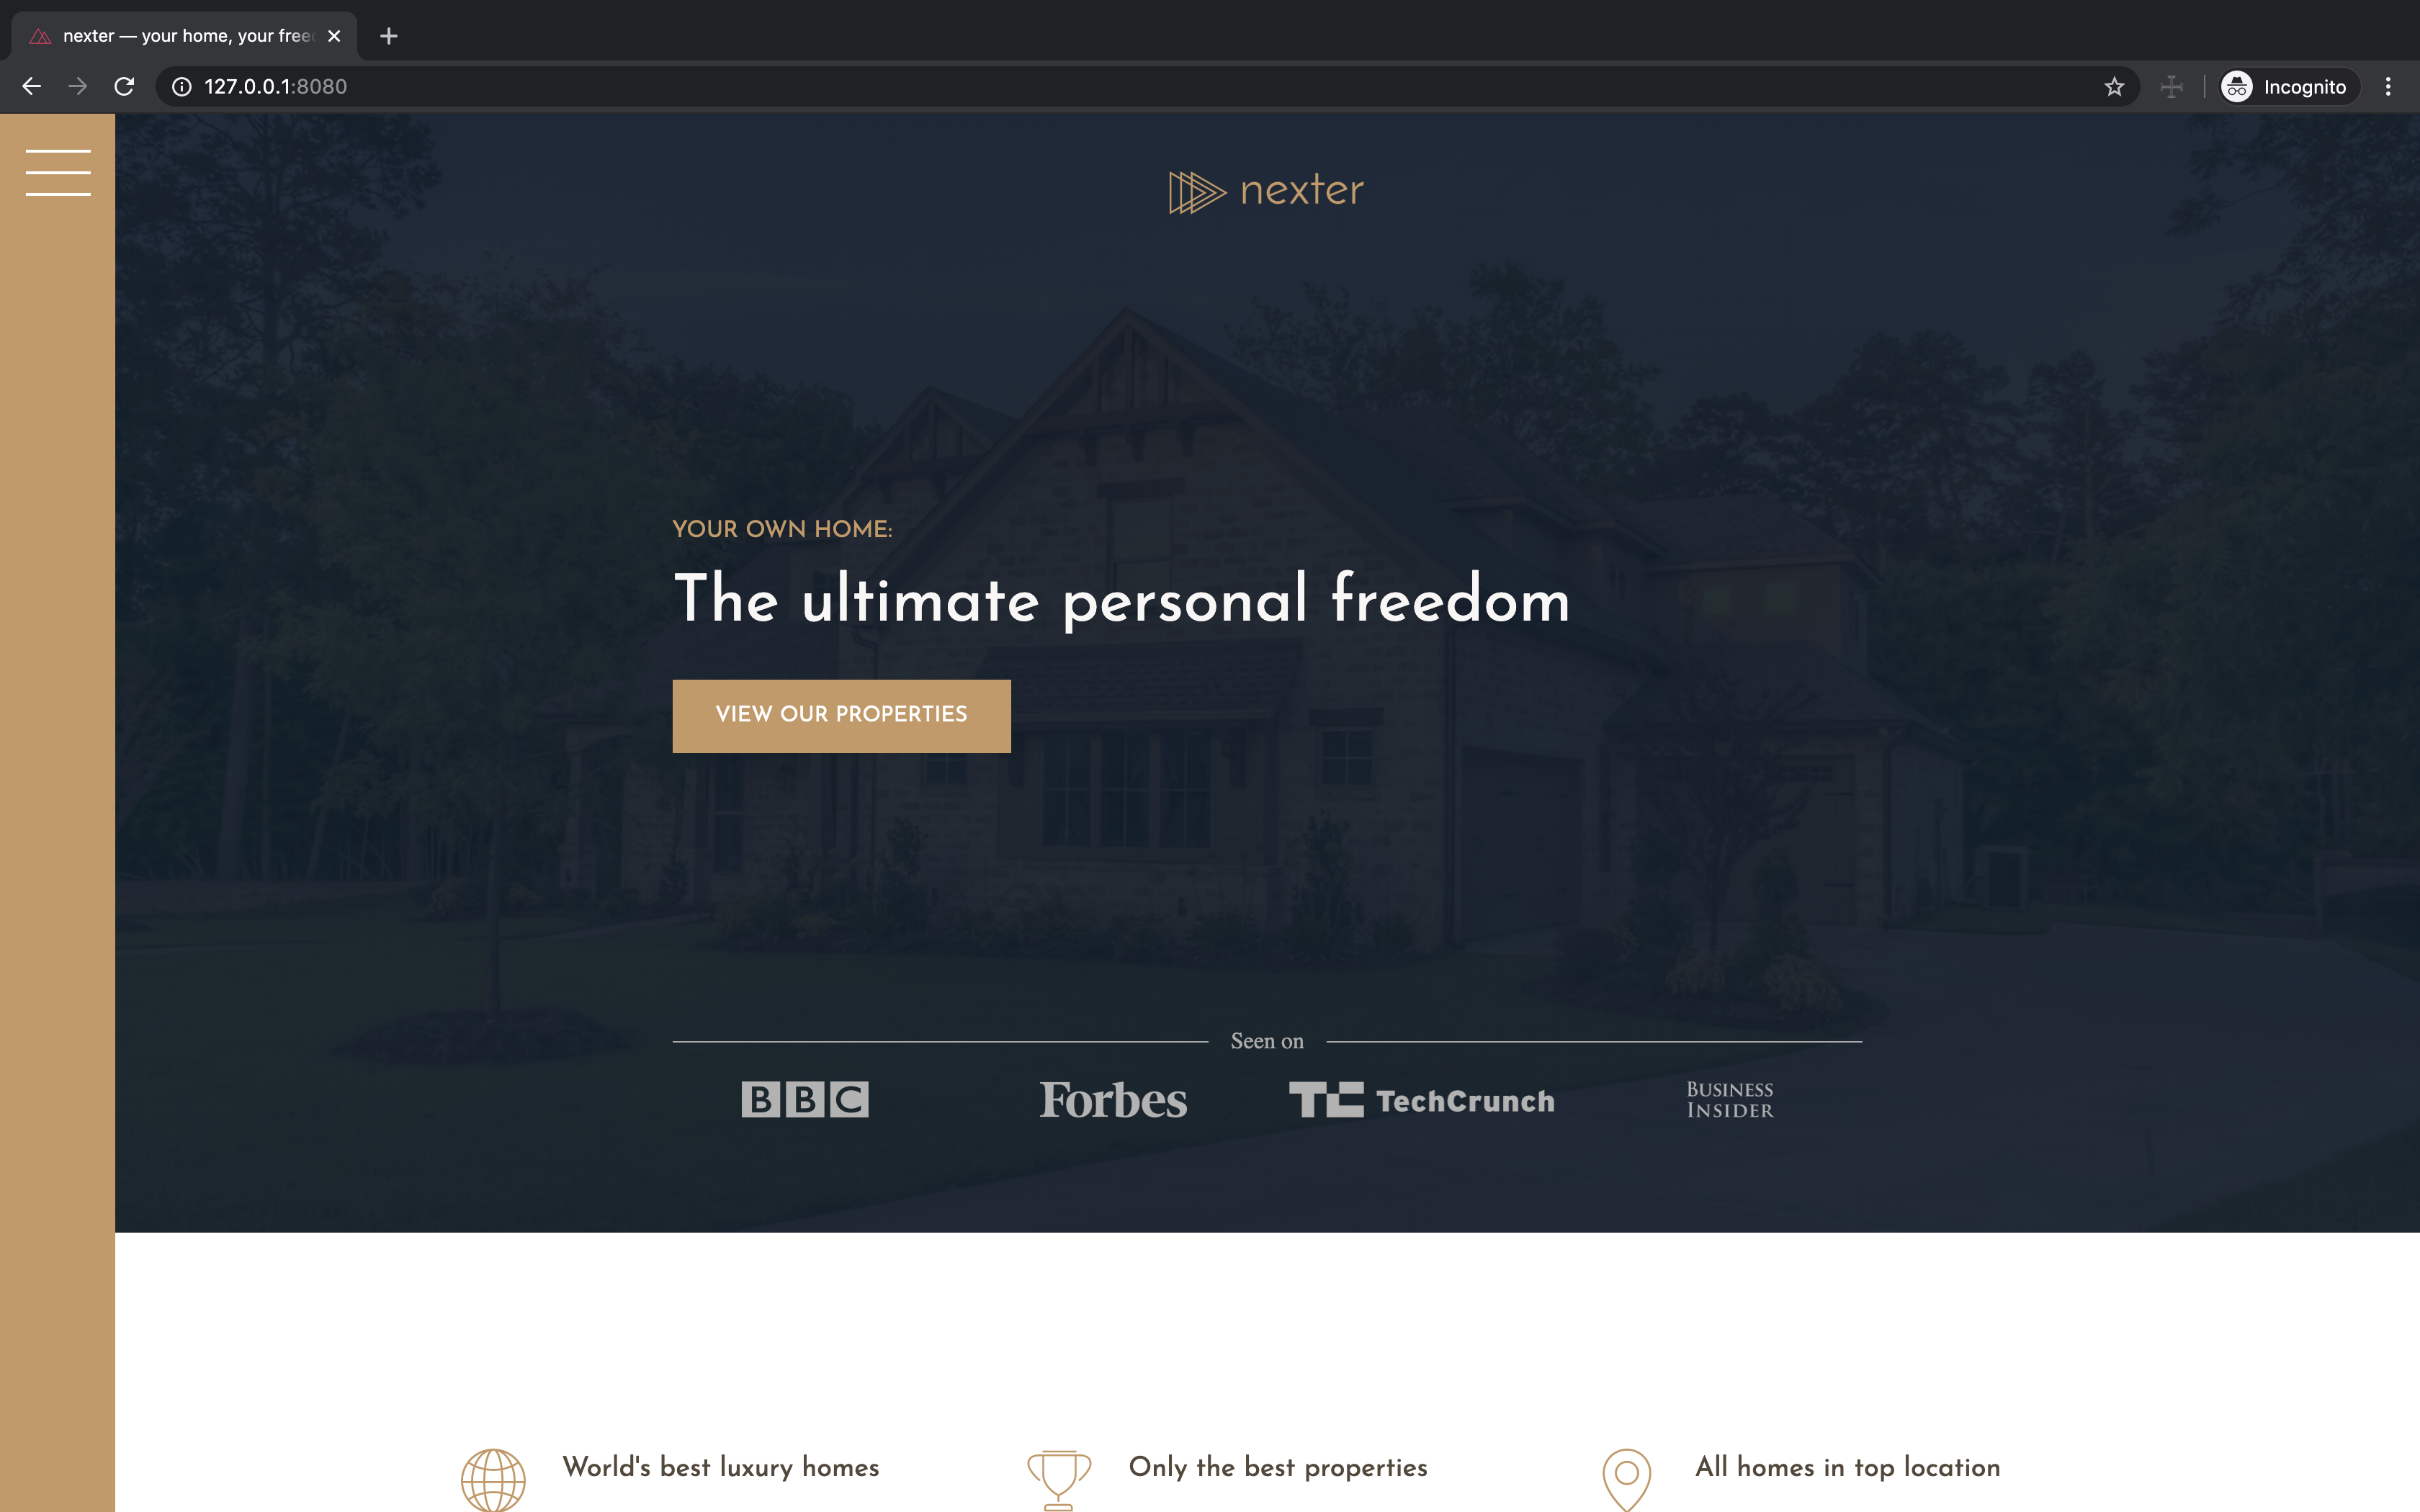 nexter — your home, your free
127.0.0.1:8080
Incognito
nexter
YOUR OWN HOME:
The ultimate personal freedom
VIEW OUR PROPERTIES
Seen on
BBC
Forbes
TC TechCrunch
BUSINESS
INSIDER
World's best luxury homes
Only the best properties
All homes in top location